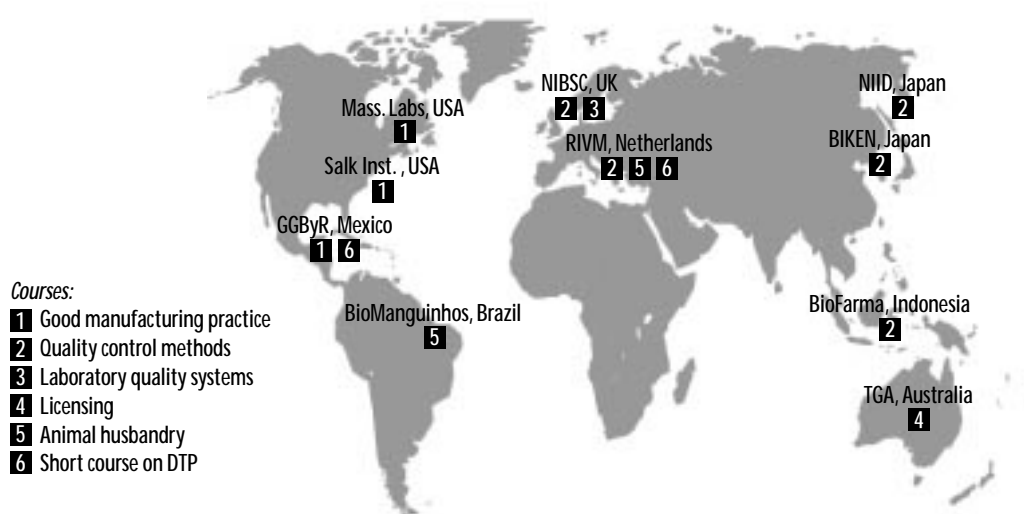 NIBSC, UK
2 3
NIID, Japan
2
Mass. Labs, USA
1
RIVM, Netherlands
2 5 6
BIKEN, Japan
2
Salk Inst. , USA
1
GGByR, Mexico
1 6
BioManguinhos, Brazil
5
BioFarma, Indonesia
2
TGA, Australia
4
Courses:
1 Good manufacturing practice
2 Quality control methods
3 Laboratory quality systems
4 Licensing
5 Animal husbandry
6 Short course on DTP